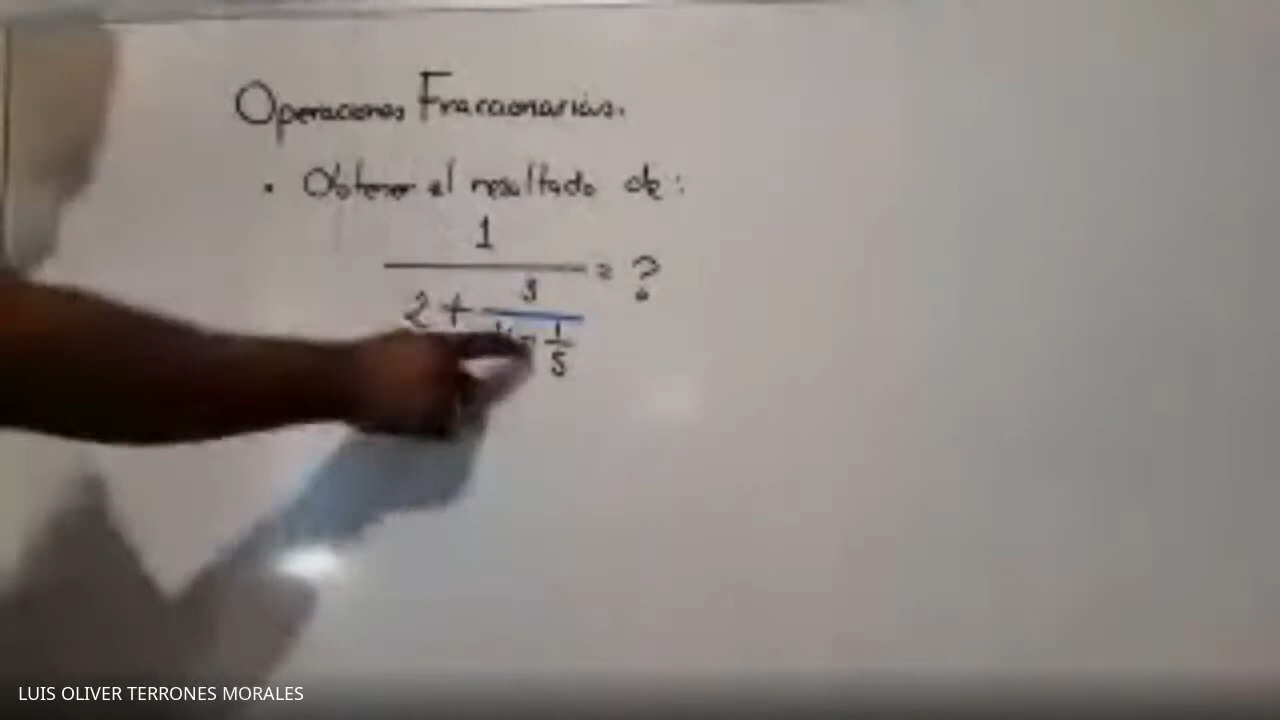 Operaciones Fraccionarias.
• Obtener el resultado de:
1
= ?
3
2 +
1
5
LUIS OLIVER TERRONES MORALES